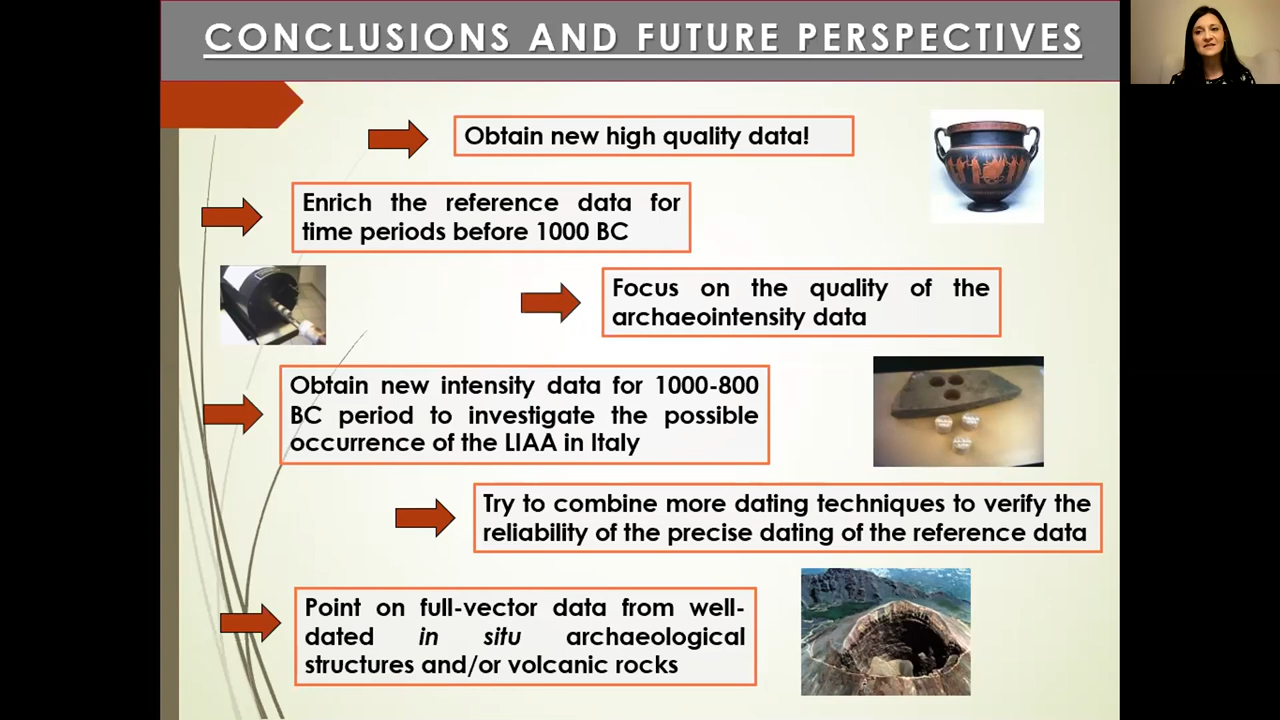 CONCLUSIONS AND FUTURE PERSPECTIVES
Obtain new high quality data!
Enrich the reference data for
time periods before 1000 BC
Focus on the quality of the
archaeointensity data
Obtain new intensity data for 1000-800
BC period to investigate the possible
occurrence of the LIAA in Italy
Try to combine more dating techniques to verify the
reliability of the precise dating of the reference data
Point on full-vector data from well-
dated in situ archaeological
structures and/or volcanic rocks